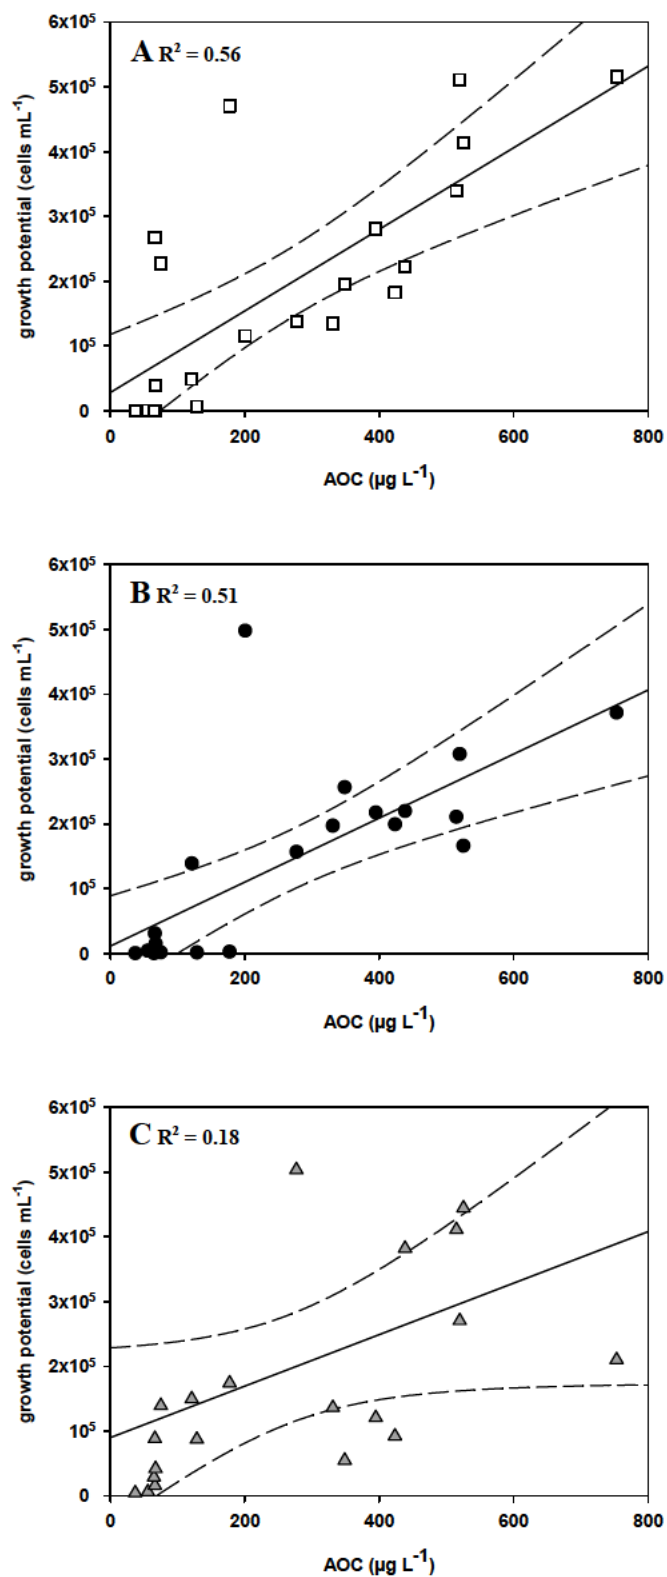 A R² = 0.56
growth potential (cells mL⁻¹)
6x10⁵
5x10⁵
4x10⁵
3x10⁵
2x10⁵
10⁵
0
0 200 400 600 800
AOC (µg L⁻¹)
B R² = 0.51
growth potential (cells mL⁻¹)
6x10⁵
5x10⁵
4x10⁵
3x10⁵
2x10⁵
10⁵
0
0 200 400 600 800
AOC (µg L⁻¹)
C R² = 0.18
growth potential (cells mL⁻¹)
6x10⁵
5x10⁵
4x10⁵
3x10⁵
2x10⁵
10⁵
0
0 200 400 600 800
AOC (µg L⁻¹)